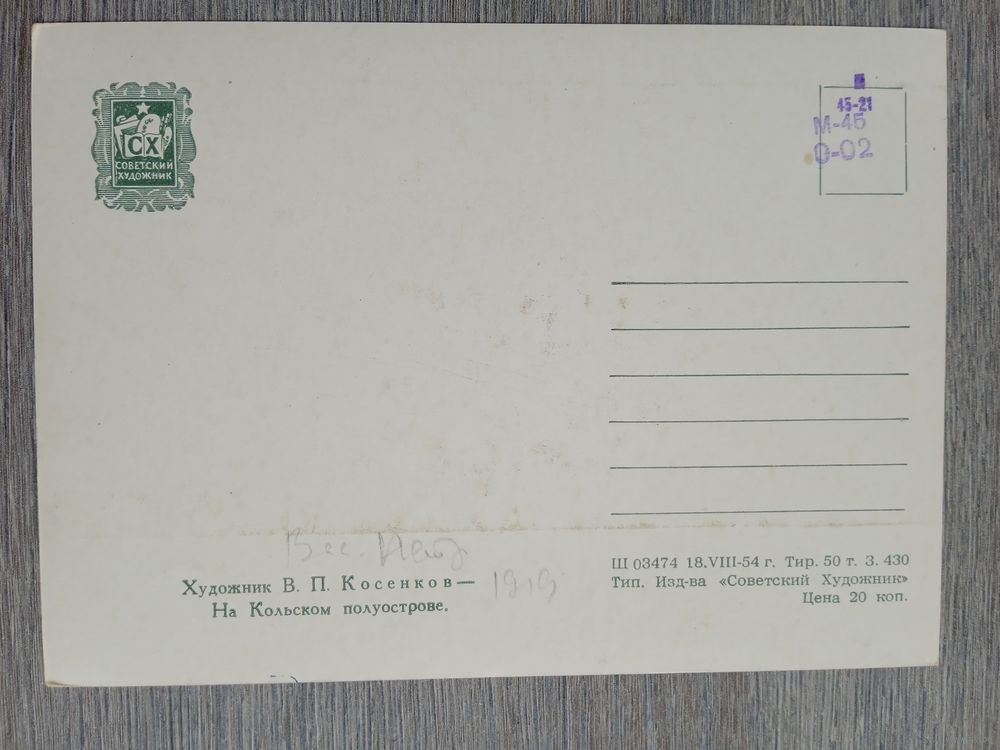 СХ
СОВЕТСКИЙ
ХУДОЖНИК
45-21
М-45
0-02
Художник В. П. Косенков—
На Кольском полуострове.
1919
Ш 03474 18.VIII-54 г. Тир. 50 т. З. 430
Тип. Изд-ва «Советский Художник»
Цена 20 коп.